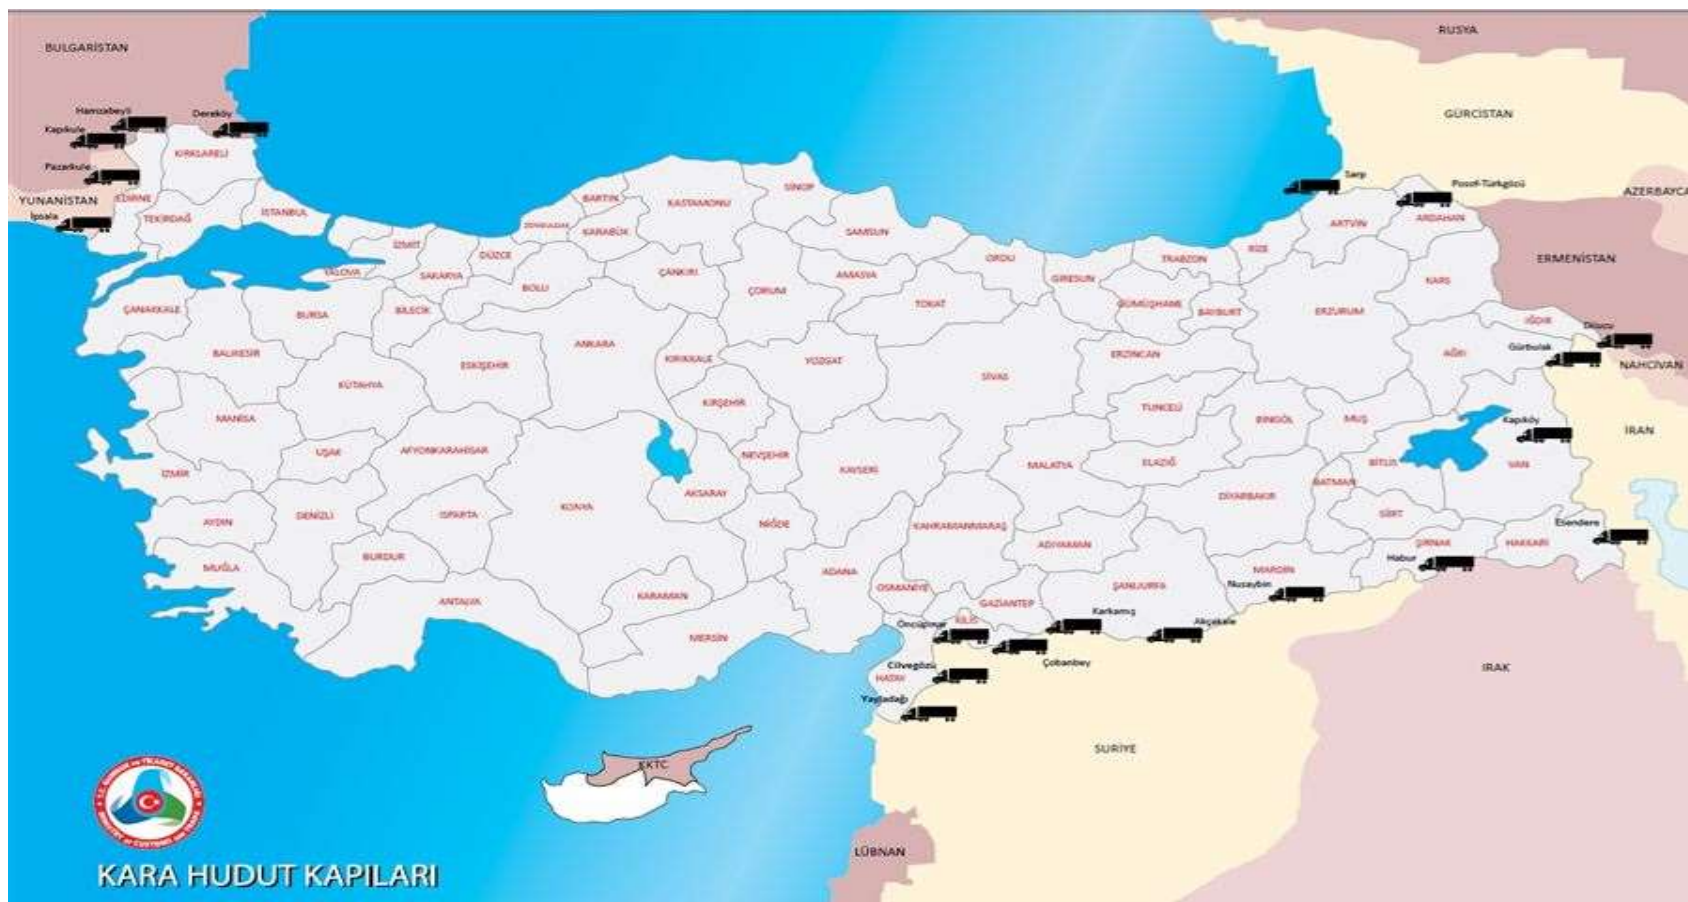 BULGARİSTAN
RUSYA
GÜRCİSTAN
Hamzabeyli
Dereköy
Kapıkule
KIRKLARELİ
Pazarkule
YUNANİSTAN
EDİRNE
İpsala
TEKİRDAĞ
İSTANBUL
BARTIN
KASTAMONU
SİNOP
Sarp
Posof-Türkgözü
AZERBAYCA
ARTVİN
ARDAHAN
KARABÜK
SAMSUN
İZMİT
DÜZCE
ORDU
TRABZON
RİZE
ERMENİSTAN
YALOVA
SAKARYA
BOLU
ÇANKIRI
ÇORUM
AMASYA
GİRESUN
KARS
ÇANAKKALE
BURSA
BİLECİK
TOKAT
GÜMÜŞHANE
BAYBURT
ERZURUM
IĞDIR
Dilucu
BALIKESİR
ESKİŞEHİR
ANKARA
KIRIKKALE
YOZGAT
SİVAS
ERZİNCAN
AĞRI
Gürbulak
NAHCIVAN
KÜTAHYA
KIRŞEHİR
TUNCELİ
BİNGÖL
MUŞ
Kapıköy
İRAN
MANİSA
UŞAK
AFYONKARAHİSAR
NEVŞEHİR
KAYSERİ
MALATYA
ELAZIĞ
BİTLİS
VAN
İZMİR
AKSARAY
BATMAN
DİYARBAKIR
AYDIN
DENİZLİ
ISPARTA
KONYA
NİĞDE
KAHRAMANMARAŞ
SİİRT
ADIYAMAN
ŞIRNAK
HAKKARİ
Esendere
MUĞLA
BURDUR
ADANA
OSMANİYE
MARDİN
Habur
Nusaybin
ANTALYA
KARAMAN
MERSİN
GAZİANTEP
ŞANLIURFA
Karkamış
Akçakale
Öncüpınar
KİLİS
Çobanbey
Cilvegözü
HATAY
Yayladağı
IRAK
SURİYE
KKTC
LÜBNAN
KARA HUDUT KAPILARI